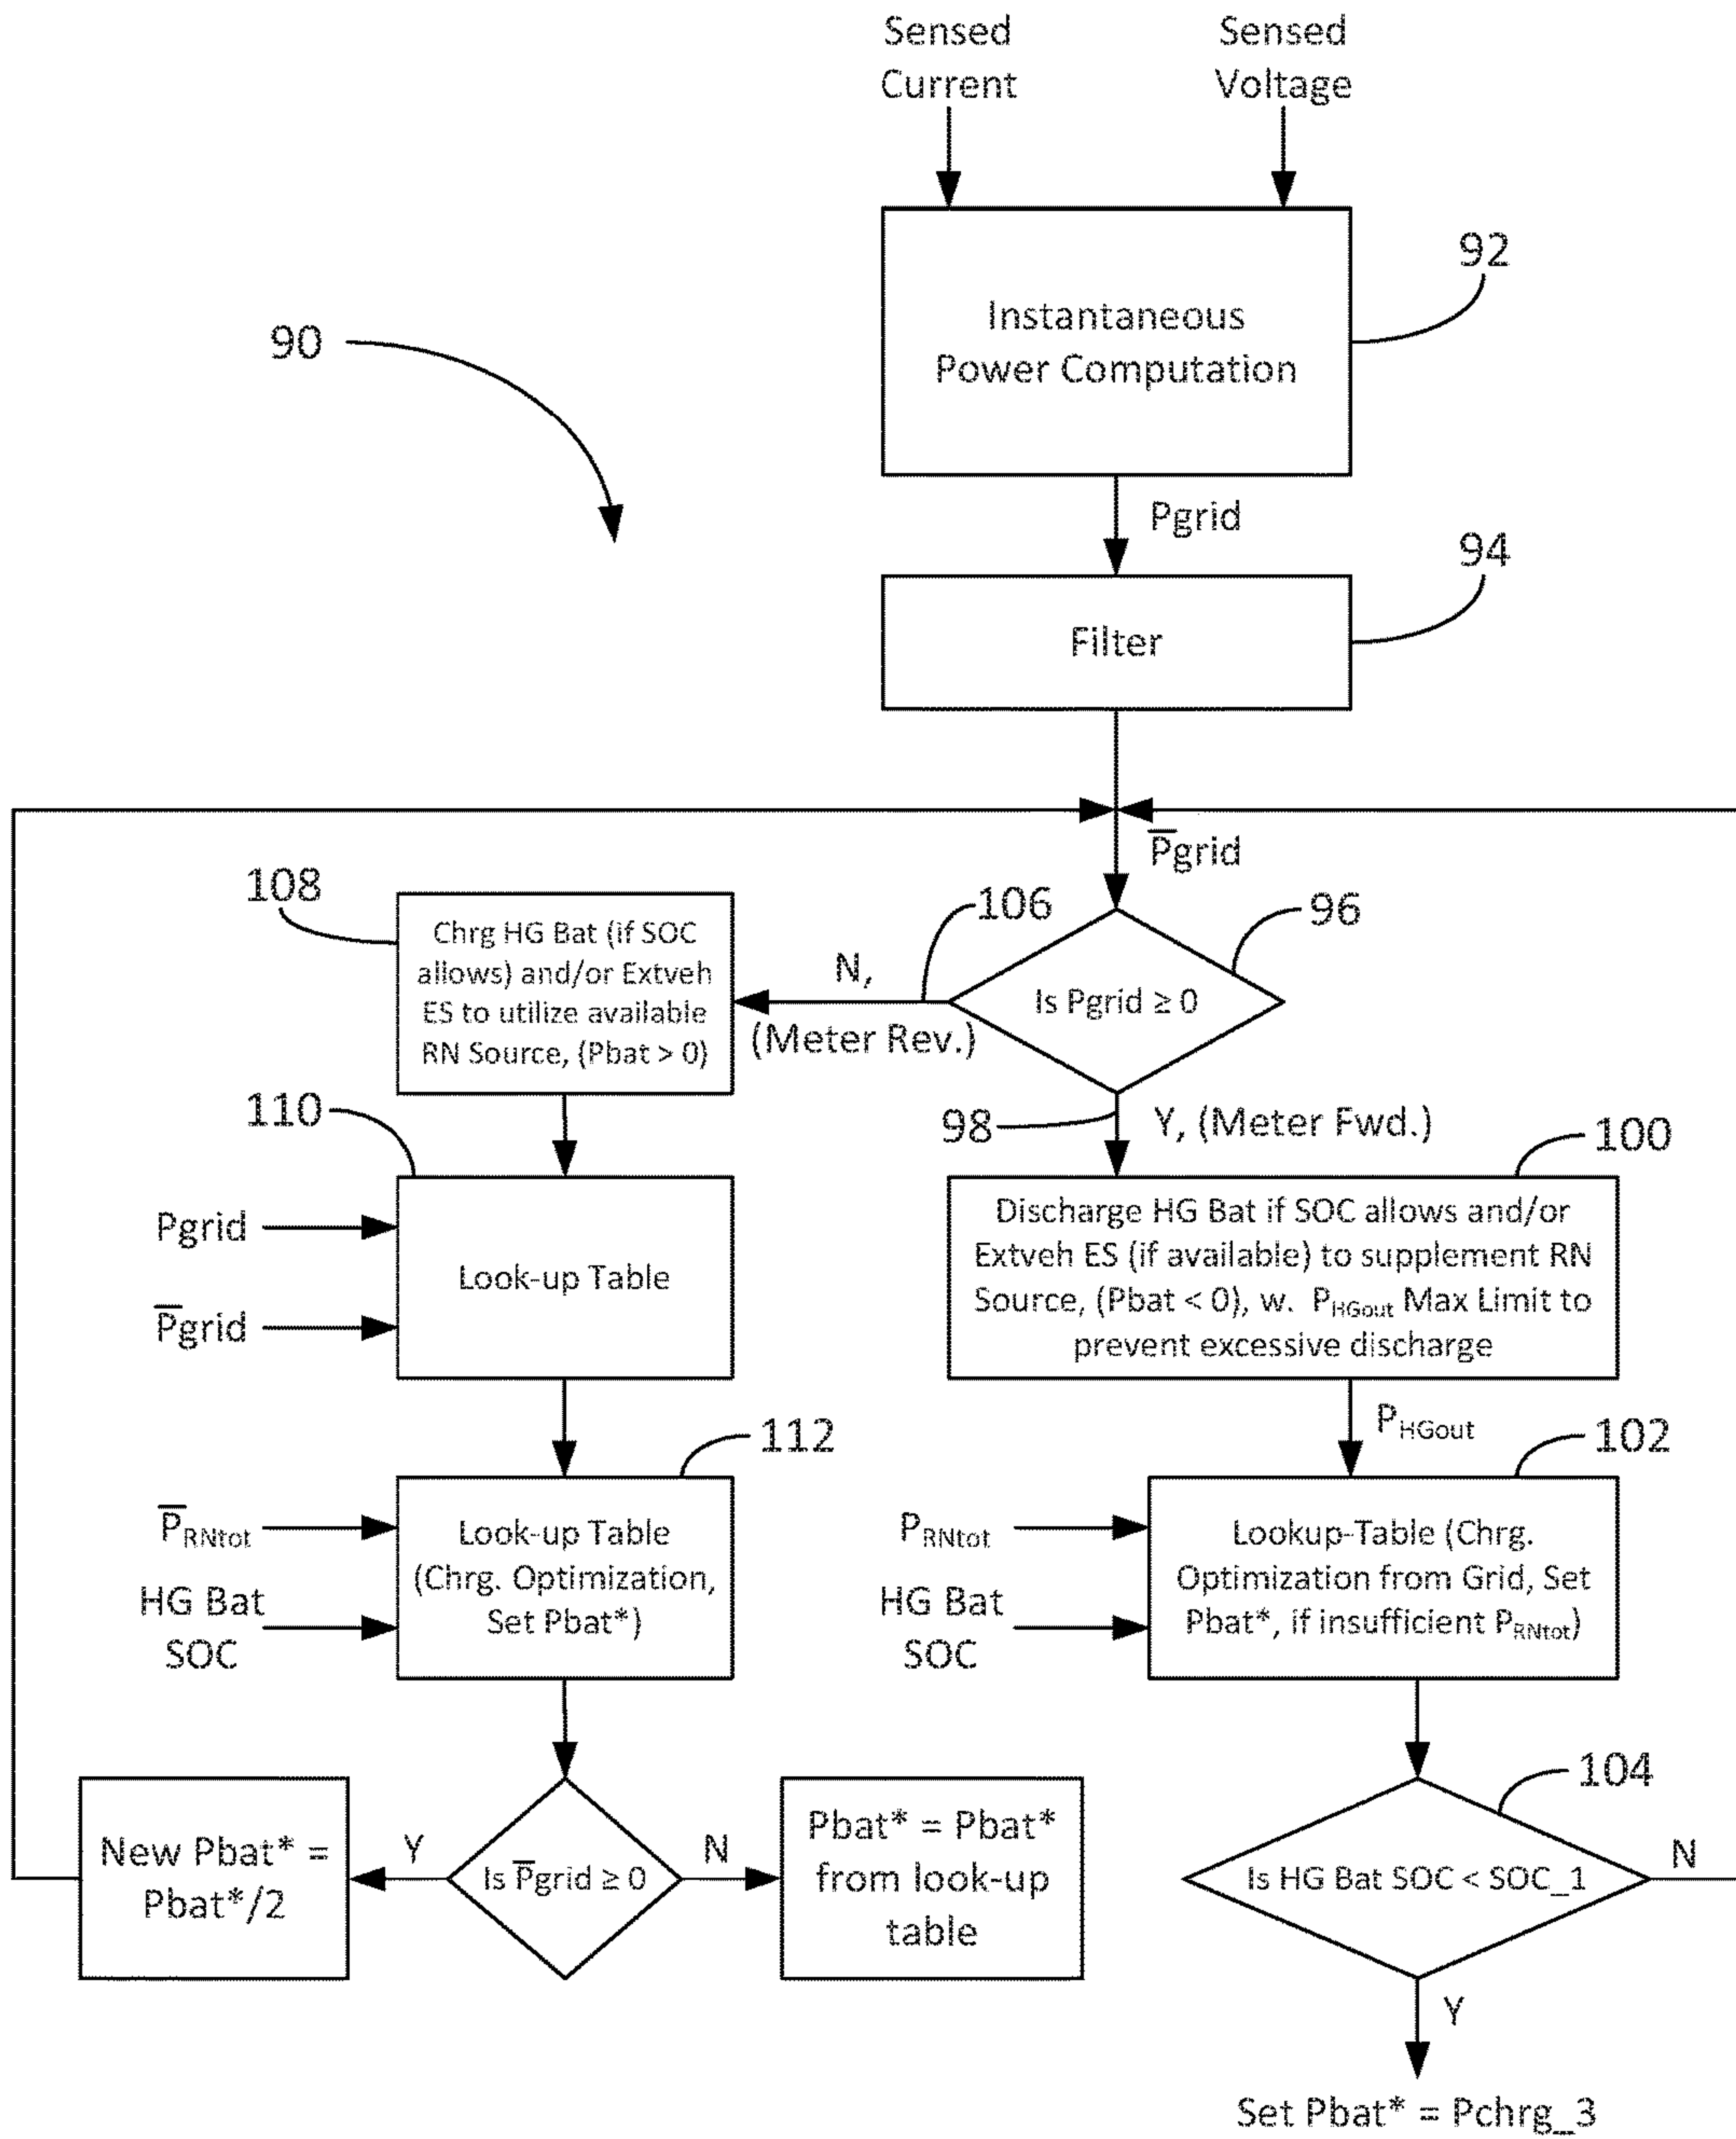 Sensed
Current
Sensed
Voltage
92
Instantaneous
Power Computation
90
Pgrid
94
Filter
P̅grid
108
106
96
Chrg HG Bat (if SOC
allows) and/or Extveh
ES to utilize available
RN Source, (Pbat > 0)
N,
(Meter Rev.)
Is Pgrid ≥ 0
110
98
Y, (Meter Fwd.)
100
Pgrid
P̅grid
Look-up Table
Discharge HG Bat if SOC allows and/or
Extveh ES (if available) to supplement RN
Source, (Pbat < 0), w. PHGout Max Limit to
prevent excessive discharge
112
PHGout
102
P̅RNtot
HG Bat
SOC
Look-up Table
(Chrg. Optimization,
Set Pbat*)
PRNtot
HG Bat
SOC
Lookup-Table (Chrg.
Optimization from Grid, Set
Pbat*, if insufficient PRNtot)
104
New Pbat* =
Pbat*/2
Y
Is P̅grid ≥ 0
N
Pbat* = Pbat*
from look-up
table
Is HG Bat SOC < SOC_1
N
Y
Set Pbat* = Pchrg_3